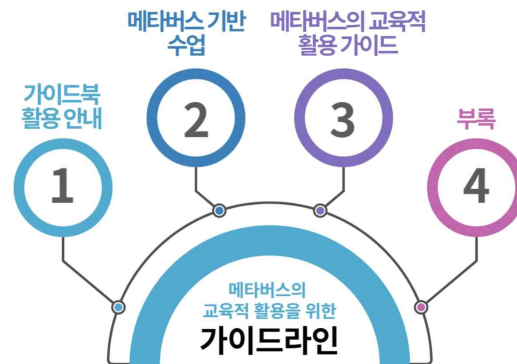 메타버스 기반
수업
메타버스의 교육적
활용 가이드
가이드북
활용 안내
부록
1
2
3
4
메타버스의
교육적 활용을 위한
가이드라인